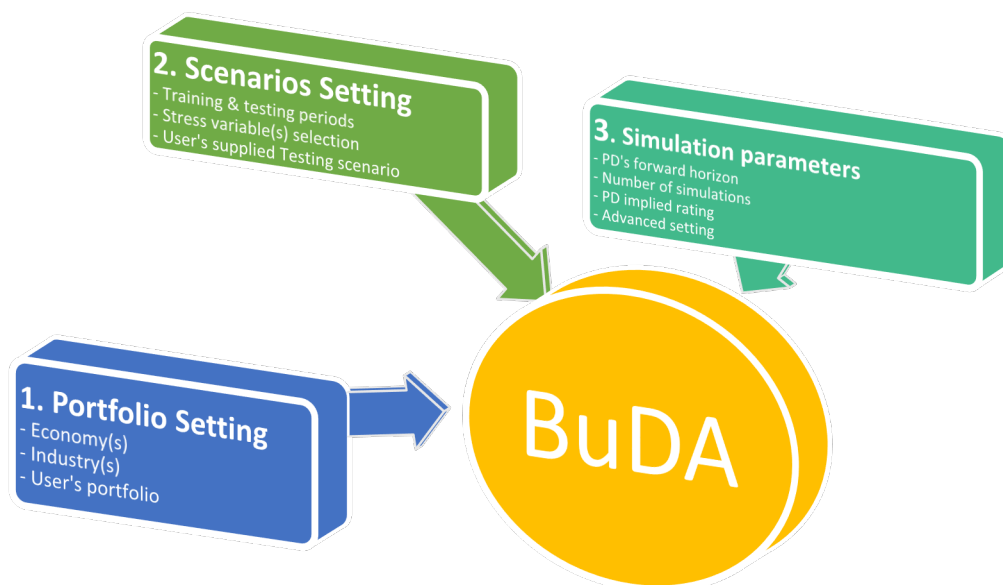 1. Portfolio Setting
- Economy(s)
- Industry(s)
- User's portfolio
2. Scenarios Setting
- Training & testing periods
- Stress variable(s) selection
- User's supplied Testing scenario
3. Simulation parameters
- PD's forward horizon
- Number of simulations
- PD implied rating
- Advanced setting
BuDA